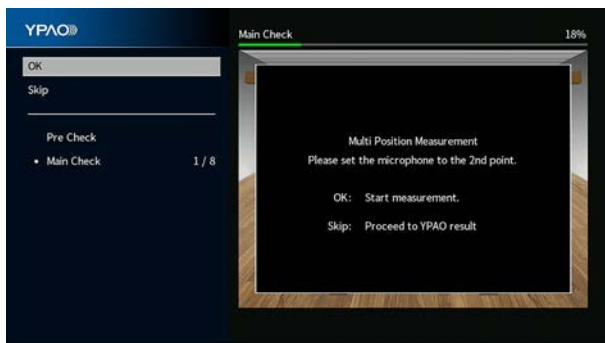 YPAO
Main Check 18%
OK
Skip
Pre Check
• Main Check 1 / 8
Multi Position Measurement
Please set the microphone to the 2nd point.
OK: Start measurement.
Skip: Proceed to YPAO result